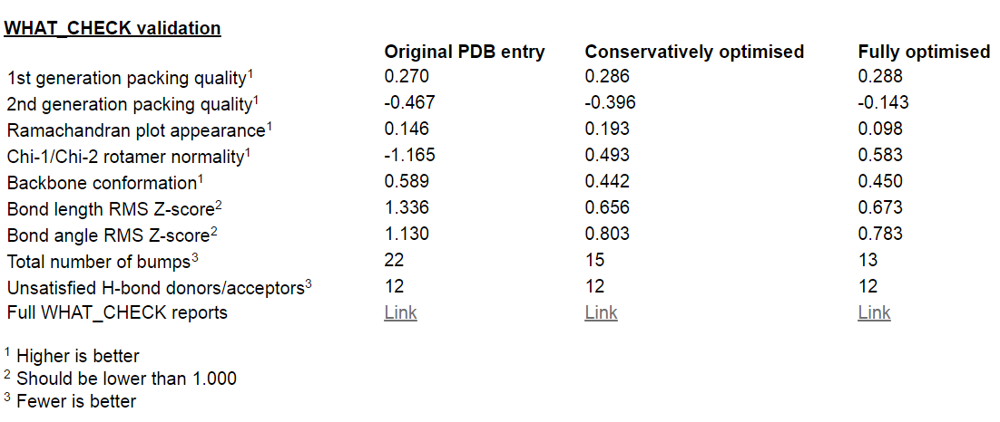 WHAT_CHECK validation
Original PDB entry Conservatively optimised Fully optimised
1st generation packing quality¹ 0.270 0.286 0.288
2nd generation packing quality¹ -0.467 -0.396 -0.143
Ramachandran plot appearance¹ 0.146 0.193 0.098
Chi-1/Chi-2 rotamer normality¹ -1.165 0.493 0.583
Backbone conformation¹ 0.589 0.442 0.450
Bond length RMS Z-score² 1.336 0.656 0.673
Bond angle RMS Z-score² 1.130 0.803 0.783
Total number of bumps³ 22 15 13
Unsatisfied H-bond donors/acceptors³ 12 12 12
Full WHAT_CHECK reports Link Link Link
¹ Higher is better
² Should be lower than 1.000
³ Fewer is better